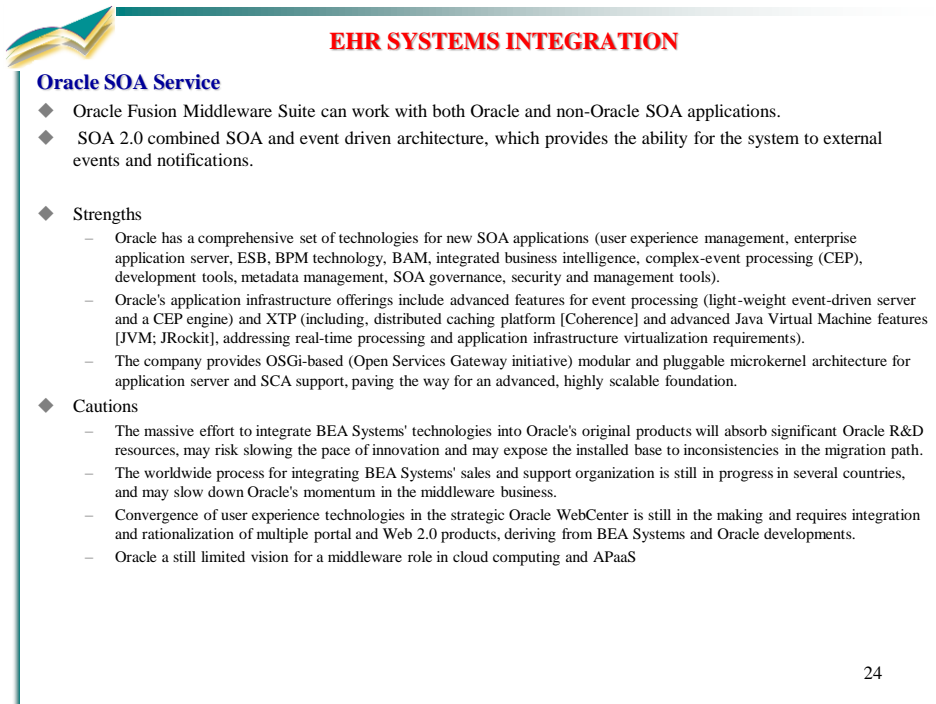 EHR SYSTEMS INTEGRATION
Oracle SOA Service
◆ Oracle Fusion Middleware Suite can work with both Oracle and non-Oracle SOA applications.
◆ SOA 2.0 combined SOA and event driven architecture, which provides the ability for the system to external
events and notifications.
◆ Strengths
– Oracle has a comprehensive set of technologies for new SOA applications (user experience management, enterprise
application server, ESB, BPM technology, BAM, integrated business intelligence, complex-event processing (CEP),
development tools, metadata management, SOA governance, security and management tools).
– Oracle's application infrastructure offerings include advanced features for event processing (light-weight event-driven server
and a CEP engine) and XTP (including, distributed caching platform [Coherence] and advanced Java Virtual Machine features
[JVM; JRockit], addressing real-time processing and application infrastructure virtualization requirements).
– The company provides OSGi-based (Open Services Gateway initiative) modular and pluggable microkernel architecture for
application server and SCA support, paving the way for an advanced, highly scalable foundation.
◆ Cautions
– The massive effort to integrate BEA Systems' technologies into Oracle's original products will absorb significant Oracle R&D
resources, may risk slowing the pace of innovation and may expose the installed base to inconsistencies in the migration path.
– The worldwide process for integrating BEA Systems' sales and support organization is still in progress in several countries,
and may slow down Oracle's momentum in the middleware business.
– Convergence of user experience technologies in the strategic Oracle WebCenter is still in the making and requires integration
and rationalization of multiple portal and Web 2.0 products, deriving from BEA Systems and Oracle developments.
– Oracle a still limited vision for a middleware role in cloud computing and APaaS
24